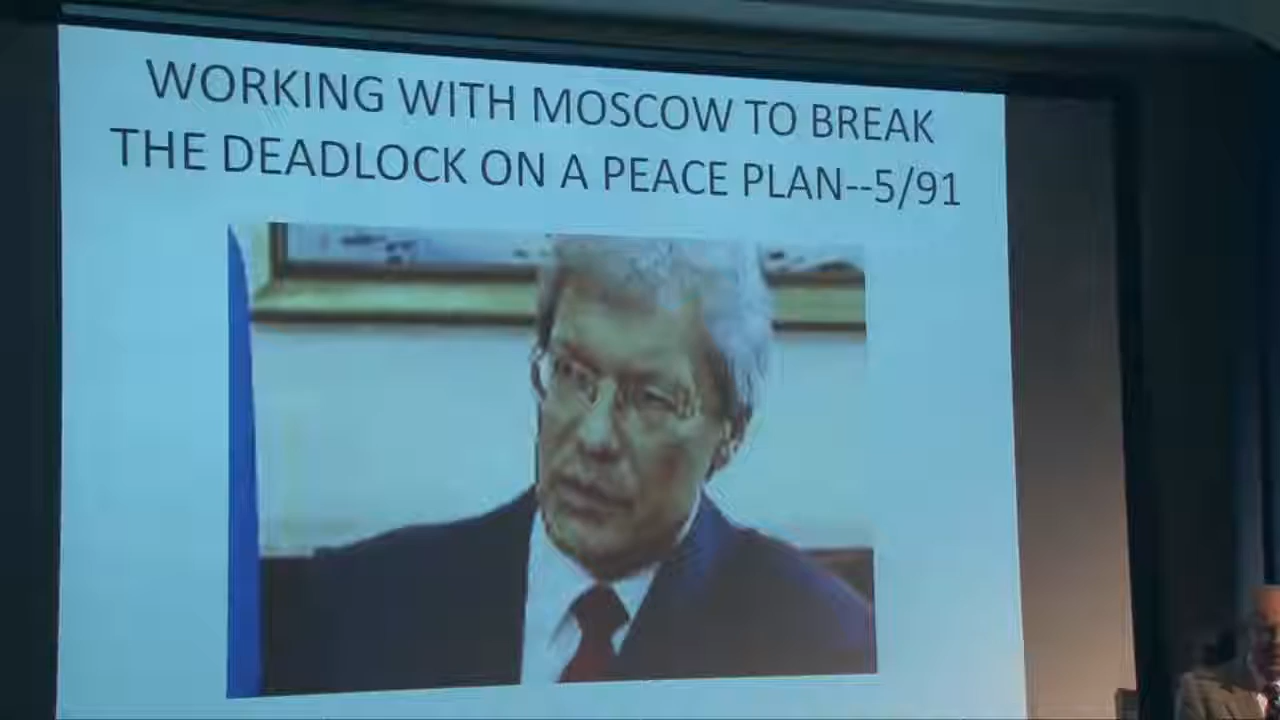 WORKING WITH MOSCOW TO BREAK
THE DEADLOCK ON A PEACE PLAN--5/91